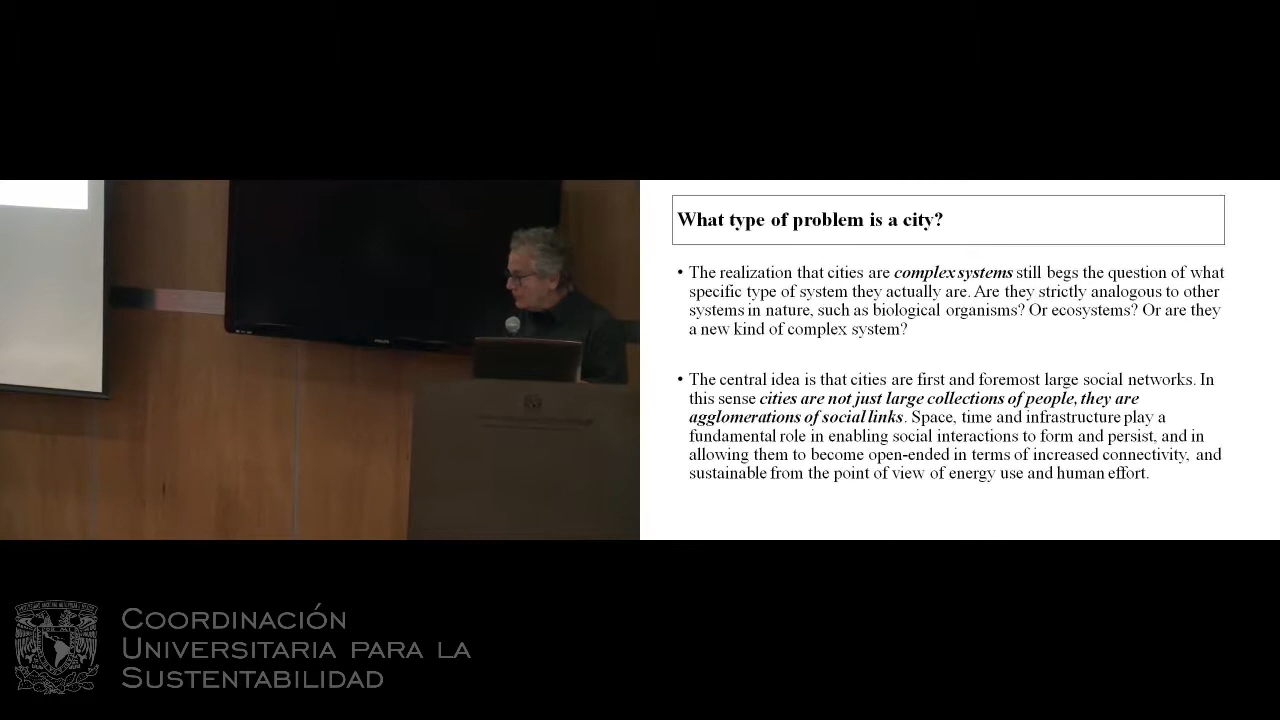 What type of problem is a city?
• The realization that cities are complex systems still begs the question of what
specific type of system they actually are. Are they strictly analogous to other
systems in nature, such as biological organisms? Or ecosystems? Or are they
a new kind of complex system?
• The central idea is that cities are first and foremost large social networks. In
this sense cities are not just large collections of people, they are
agglomerations of social links. Space, time and infrastructure play a
fundamental role in enabling social interactions to form and persist, and in
allowing them to become open-ended in terms of increased connectivity, and
sustainable from the point of view of energy use and human effort.
COORDINACIÓN
UNIVERSITARIA PARA LA
SUSTENTABILIDAD